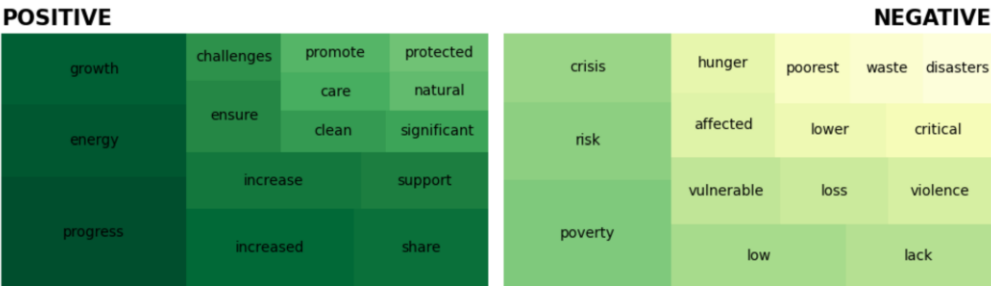 POSITIVE
growth
energy
progress
challenges
ensure
promote
protected
care
natural
clean
significant
increase
support
increased
share
NEGATIVE
crisis
risk
poverty
hunger
affected
poorest
waste
disasters
lower
critical
vulnerable
loss
violence
low
lack